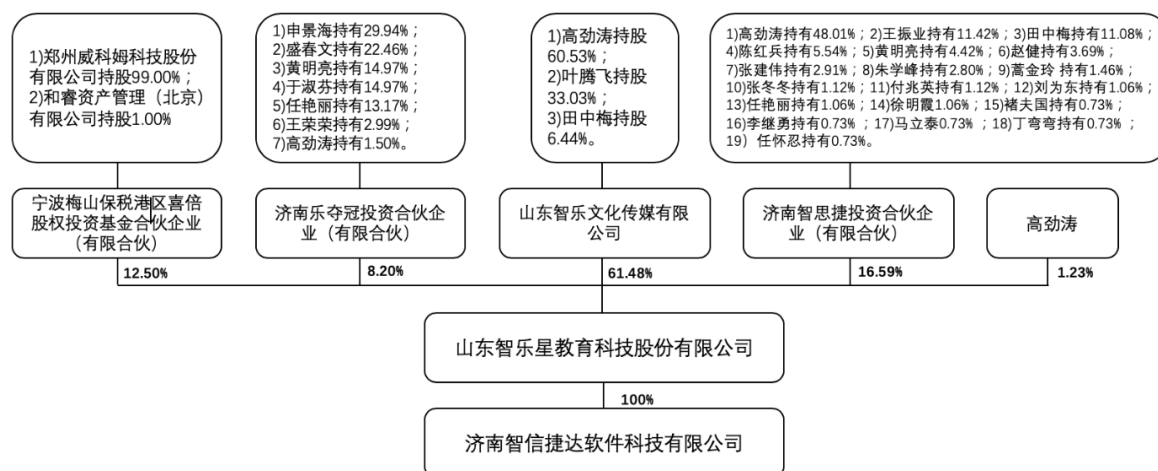 1)郑州威科姆科技股份
有限公司持股99.00%；
2)和睿资产管理（北京）
有限公司持股1.00%
1)申景海持有29.94%；
2)盛春文持有22.46%；
3)黄明亮持有14.97%；
4)于淑芬持有14.97%；
5)任艳丽持有13.17%；
6)王荣荣持有2.99%；
7)高劲涛持有1.50%。
1)高劲涛持股
60.53%；
2)叶腾飞持股
33.03%；
3)田中梅持股
6.44%。
1)高劲涛持有48.01%；2)王振业持有11.42%；3)田中梅持有11.08%；
4)陈红兵持有5.54%；5)黄明亮持有4.42%；6)赵健持有3.69%；
7)张建伟持有2.91%；8)朱学峰持有2.80%；9)蒿金玲 持有1.46%；
10)张冬冬持有1.12%；11)付兆英持有1.12%；12)刘为东持有1.06%；
13)任艳丽持有1.06%；14)徐明霞1.06%；15)褚夫国持有0.73%；
16)李继勇持有0.73%；17)马立泰0.73%；18)丁弯弯持有0.73% ；
19）任怀忍持有0.73%。
宁波梅山保税港区喜倍
股权投资基金合伙企业
（有限合伙）
济南乐夺冠投资合伙企
业（有限合伙）
山东智乐文化传媒有限
公司
济南智思捷投资合伙企
业（有限合伙）
高劲涛
12.50%
8.20%
61.48%
16.59%
1.23%
山东智乐星教育科技股份有限公司
100%
济南智信捷达软件科技有限公司